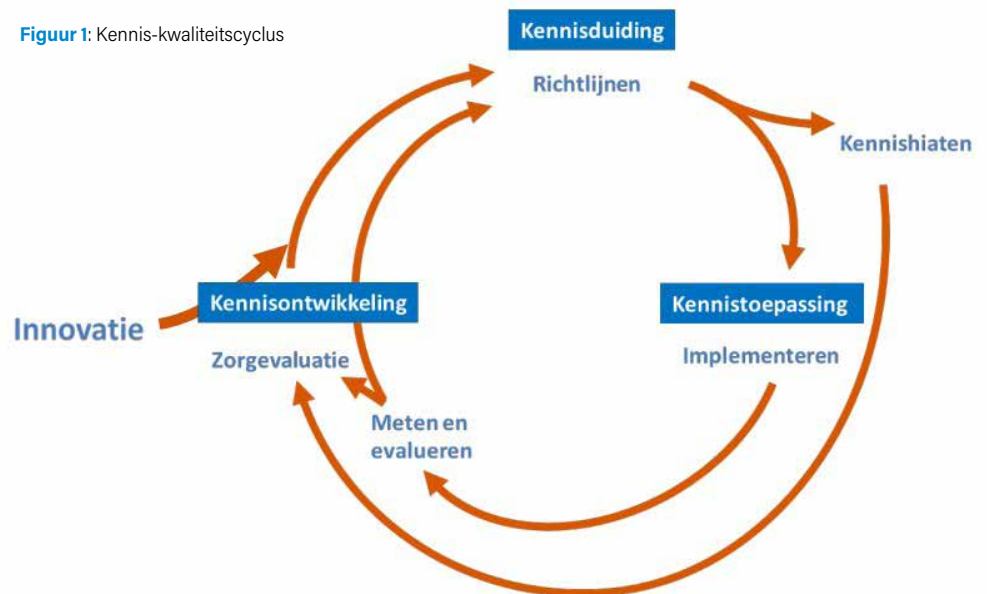 Figuur 1: Kennis-kwaliteitscyclus
Kennisduiding
Richtlijnen
Kennishiaten
Kennisontwikkeling
Kennistoepassing
Innovatie
Zorgevaluatie
Implementeren
Meten en
evalueren